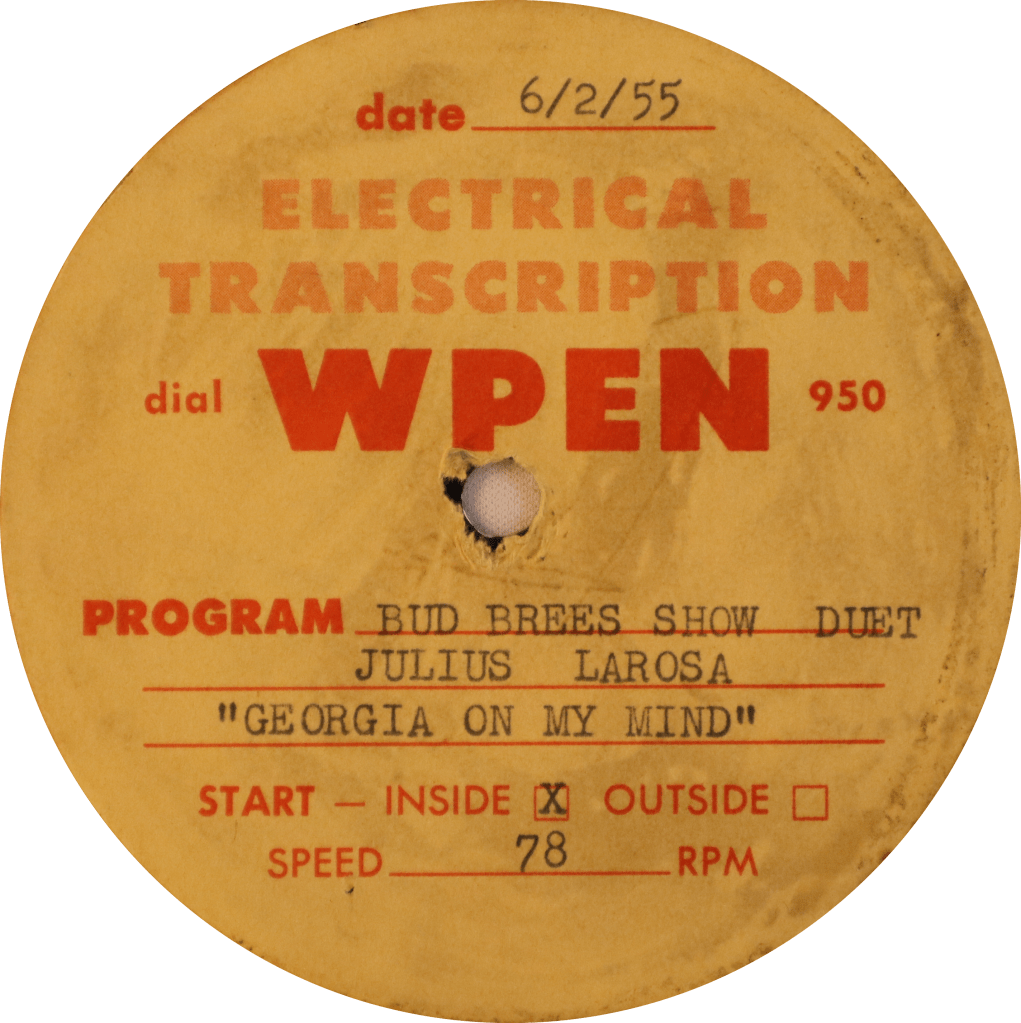 date 6/2/55
ELECTRICAL
TRANSCRIPTION
dial WPEN 950
PROGRAM BUD BREES SHOW DUET
JULIUS LAROSA
"GEORGIA ON MY MIND"
START — INSIDE X OUTSIDE
SPEED 78 RPM